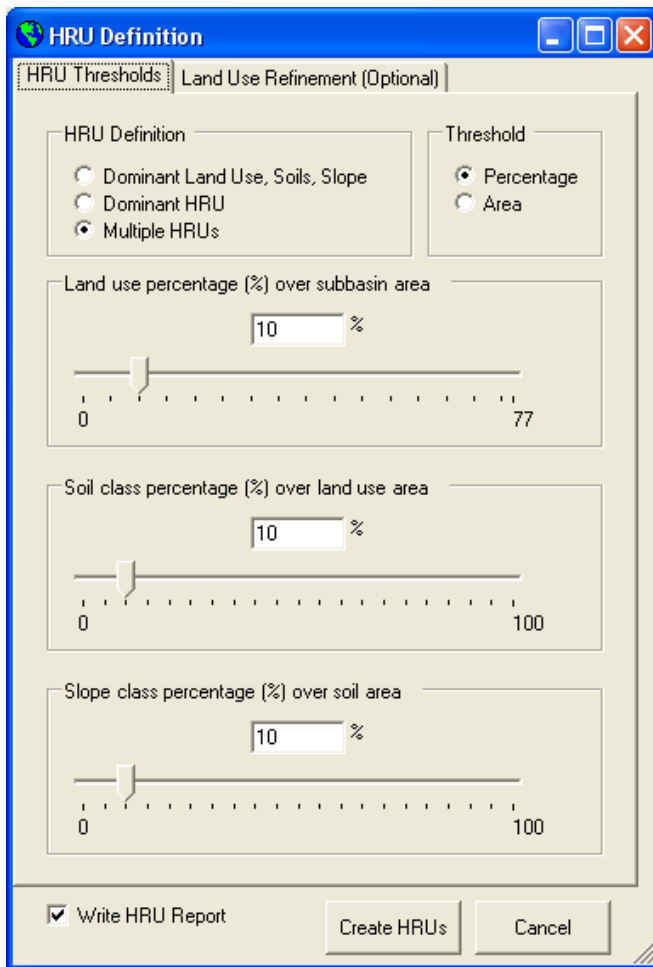 HRU Definition
HRU Thresholds
Land Use Refinement (Optional)
HRU Definition
Dominant Land Use, Soils, Slope
Dominant HRU
Multiple HRUs
Threshold
Percentage
Area
Land use percentage (%) over subbasin area
10 %
0 77
Soil class percentage (%) over land use area
10 %
0 100
Slope class percentage (%) over soil area
10 %
0 100
Write HRU Report
Create HRUs
Cancel